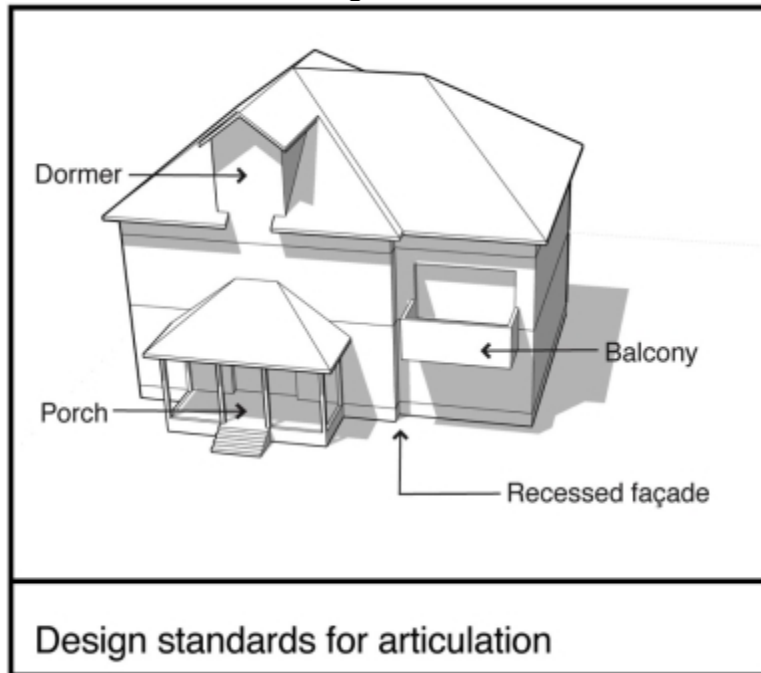 Dormer
Balcony
Porch
Recessed façade
Design standards for articulation